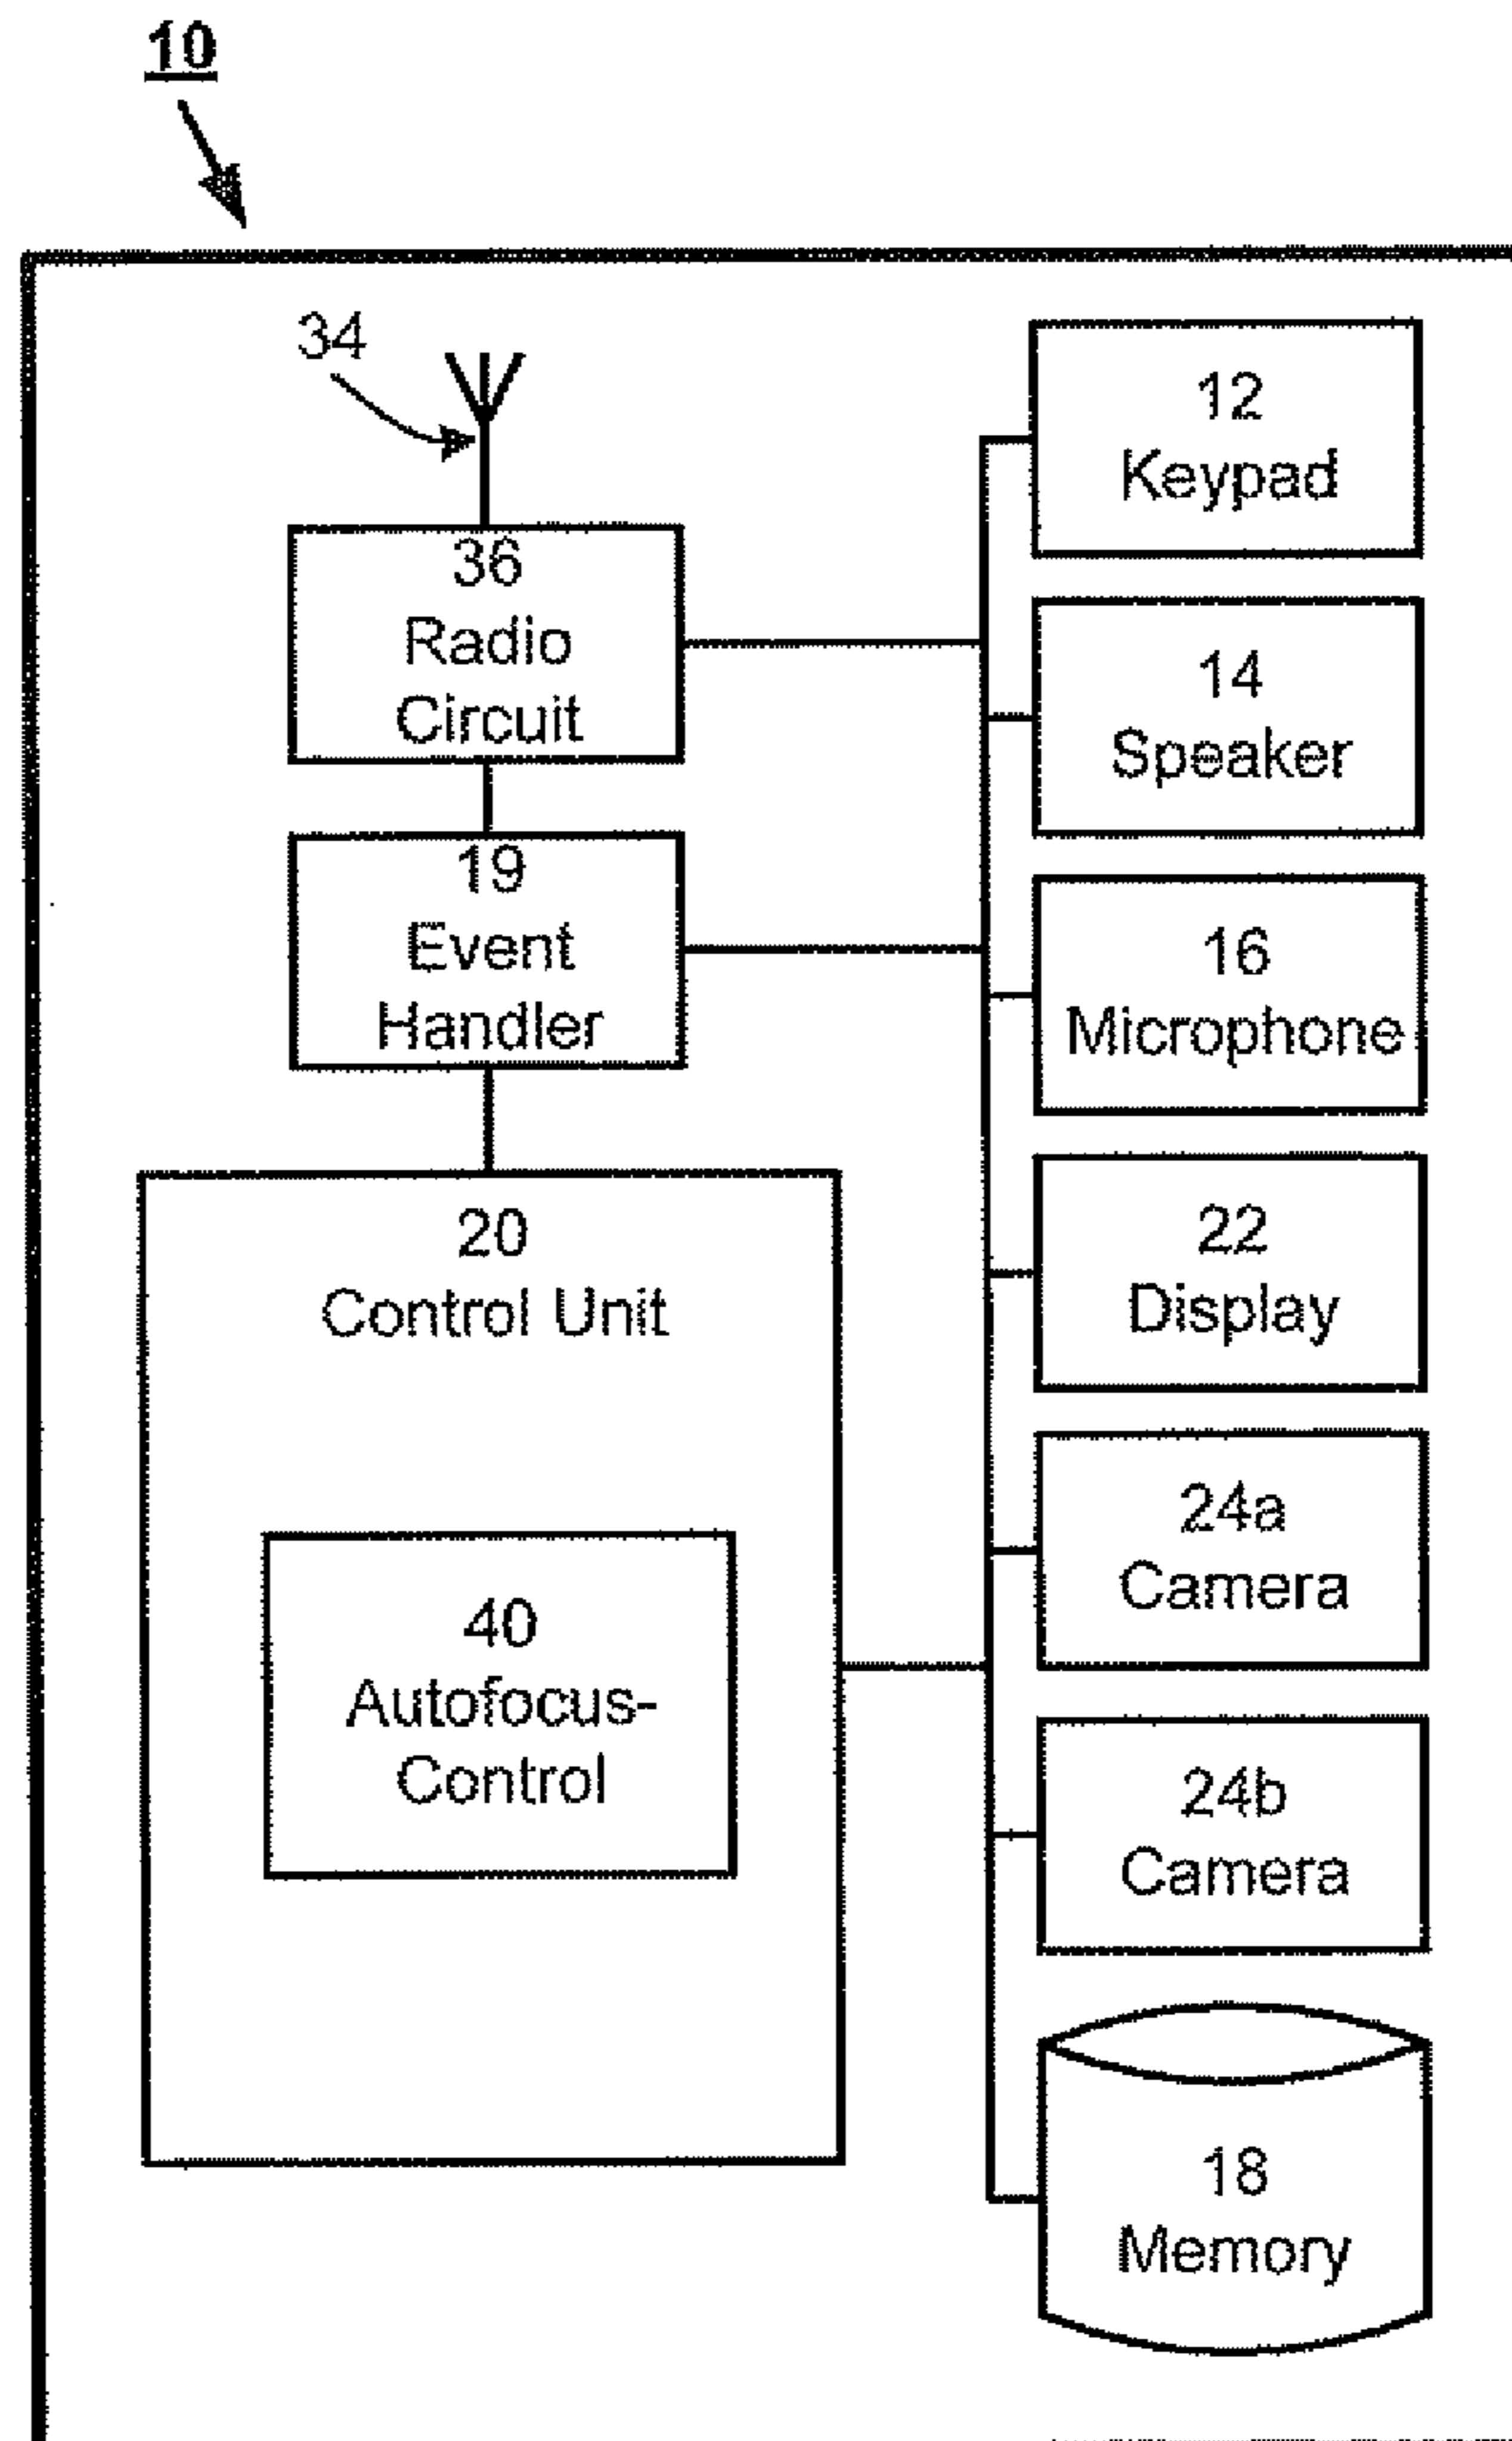 10
34
36
Radio
Circuit
19
Event
Handler
20
Control Unit
40
Autofocus-
Control
12
Keypad
14
Speaker
16
Microphone
22
Display
24a
Camera
24b
Camera
18
Memory